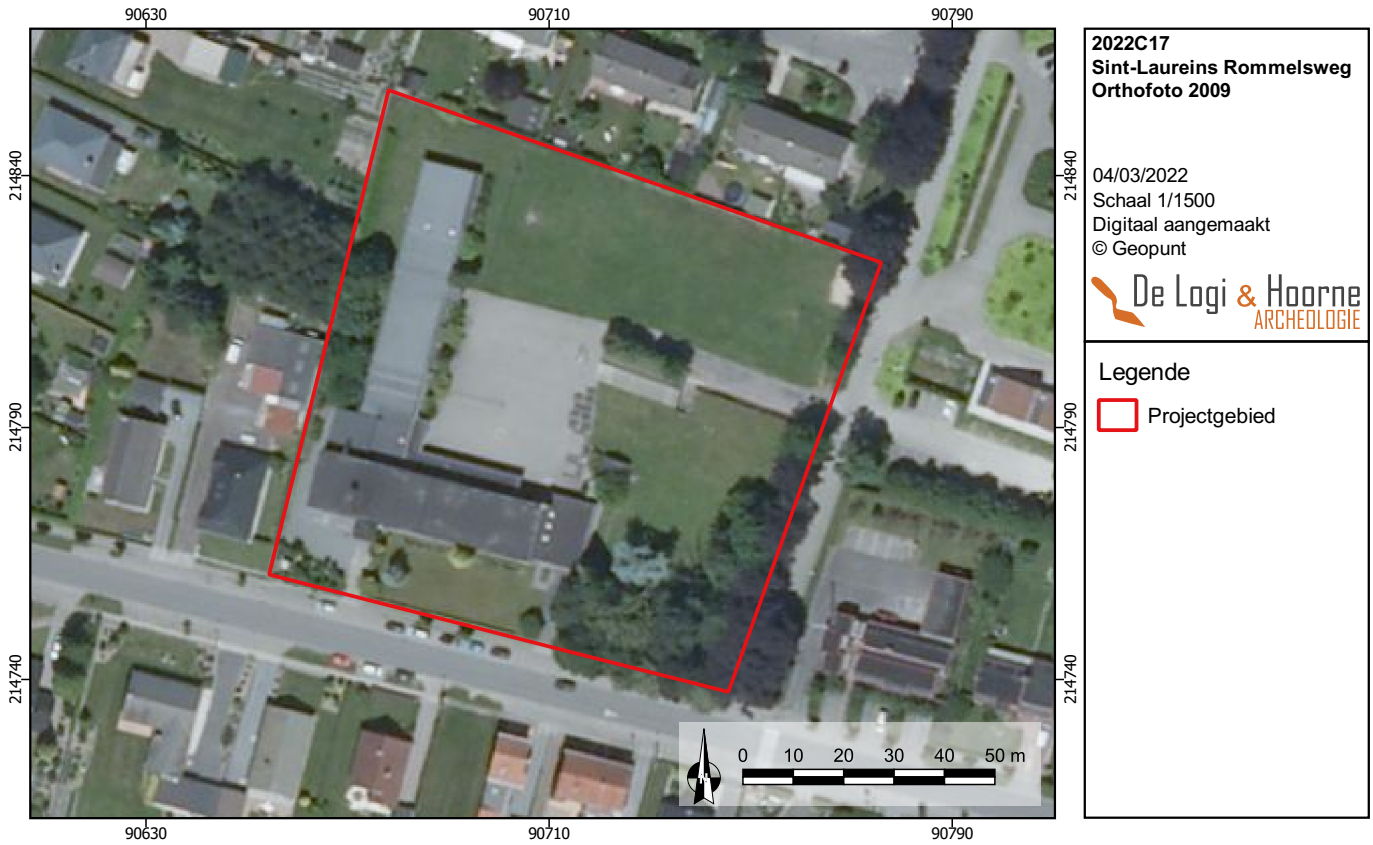 90630
90710
90790
214840
214790
214740
214840
214790
214740
90630
90710
90790
N
0 10 20 30 40 50 m
2022C17
Sint-Laureins Rommelsweg
Orthofoto 2009
04/03/2022
Schaal 1/1500
Digitaal aangemaakt
© Geopunt
De Logi & Hoorne
ARCHEOLOGIE
Legende
Projectgebied